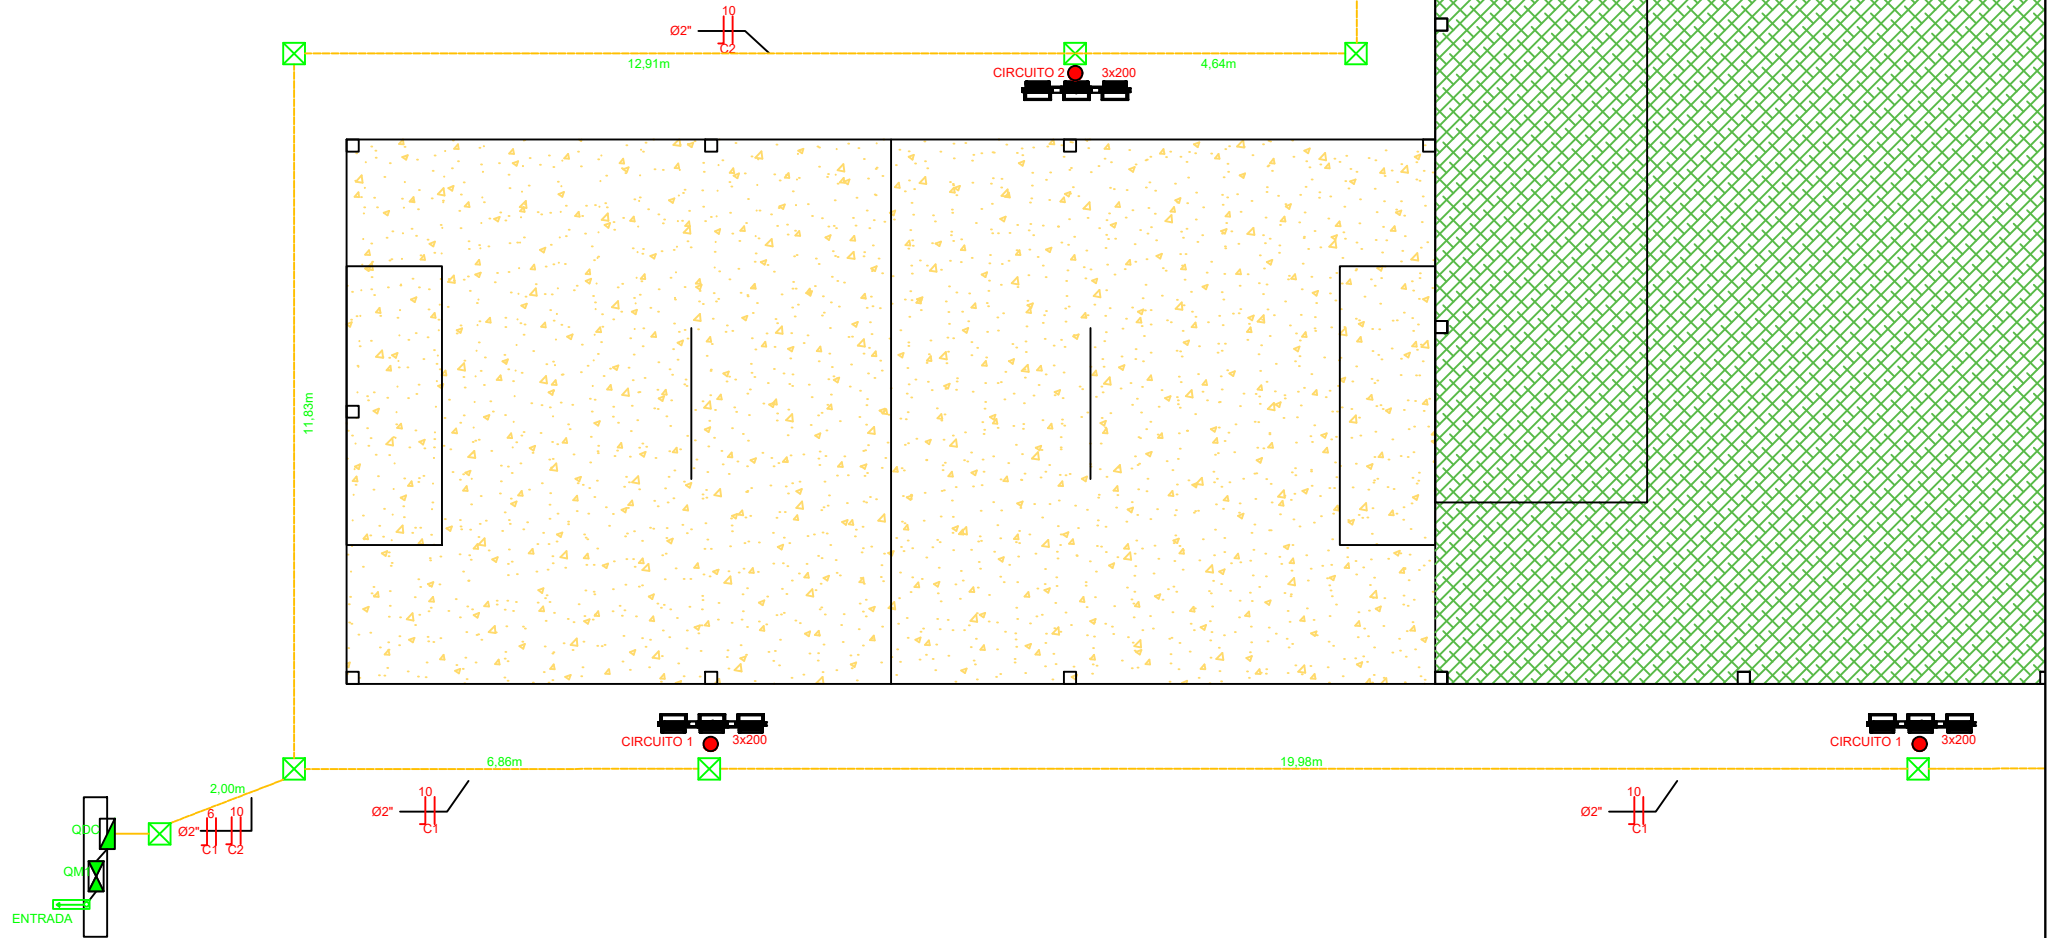 10
Ø2"
C2
12,91m
4,64m
CIRCUITO 2
3x200
11,83m
CIRCUITO 1
3x200
CIRCUITO 1
3x200
6,86m
19,98m
2,00m
10
Ø2"
C1
10
Ø2"
C1
6
10
Ø2"
C1
C2
QDC
QM
ENTRADA